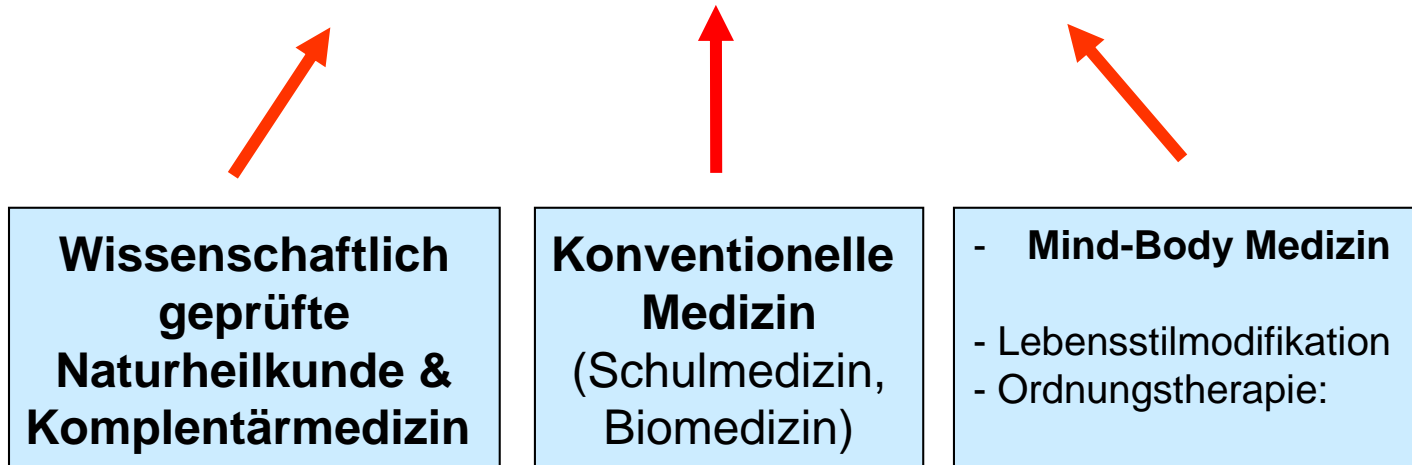 Wissenschaftlich
geprüfte
Naturheilkunde &
Komplentärmedizin
Konventionelle
Medizin
(Schulmedizin,
Biomedizin)
- Mind-Body Medizin
- Lebensstilmodifikation
- Ordnungstherapie: